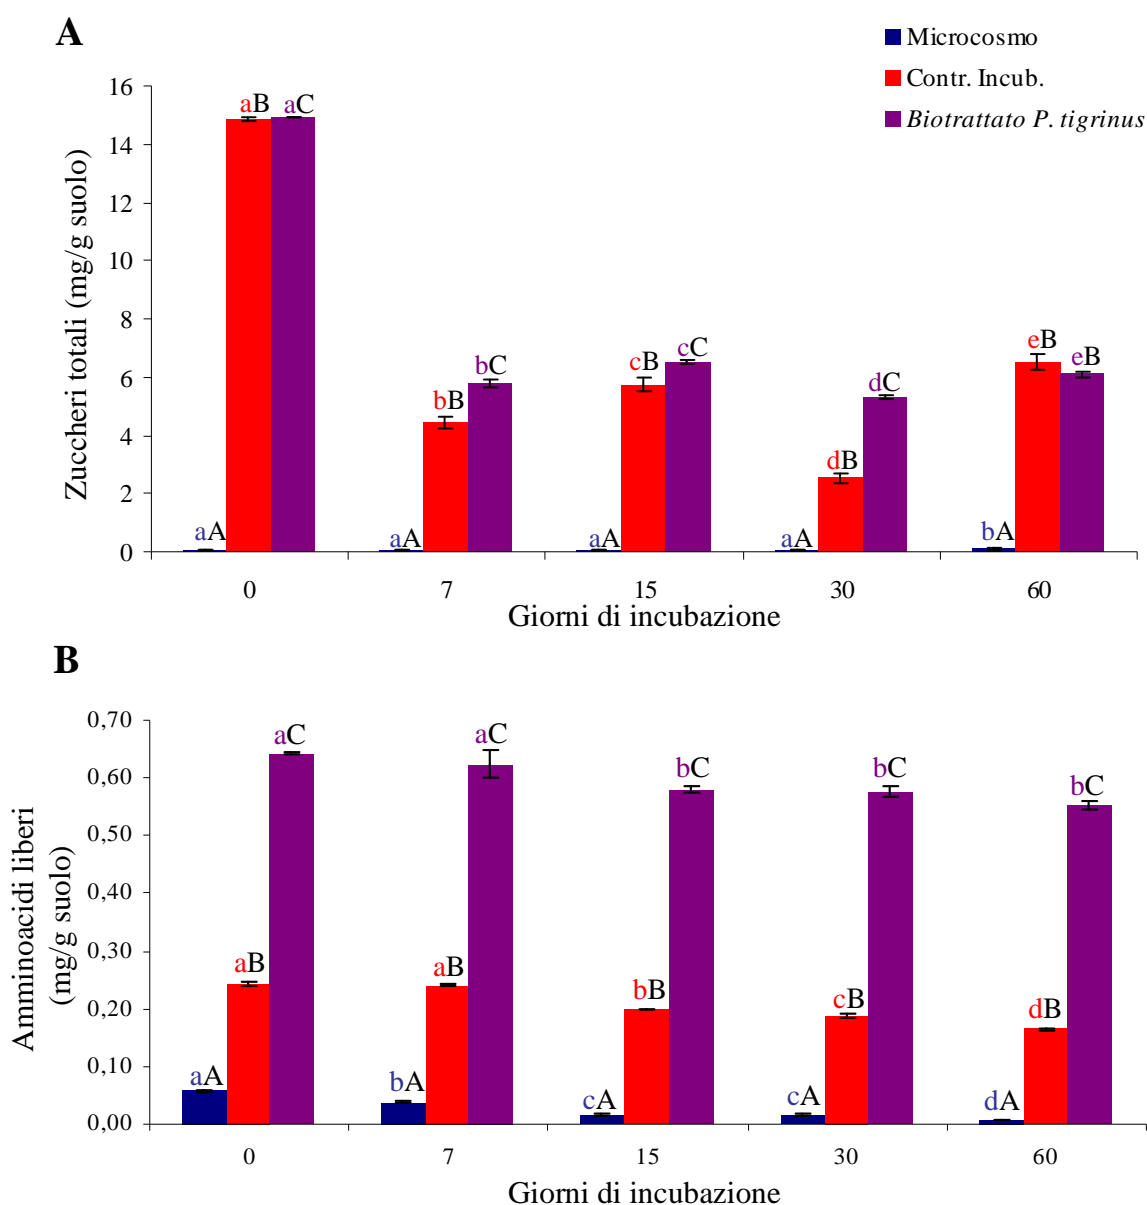 A
Microcosmo
Contr. Incub.
Biotrattato P. tigrinus
Zuccheri totali (mg/g suolo)
16
14
12
10
8
6
4
2
0
aA aB aC
aA bB bC
aA cB cC
aA dB dC
bA eB eB
0 7 15 30 60
Giorni di incubazione
B
Amminoacidi liberi
(mg/g suolo)
0,70
0,60
0,50
0,40
0,30
0,20
0,10
0,00
aA aB aC
bA aB aC
cA bB bC
cA cB bC
dA dB bC
0 7 15 30 60
Giorni di incubazione